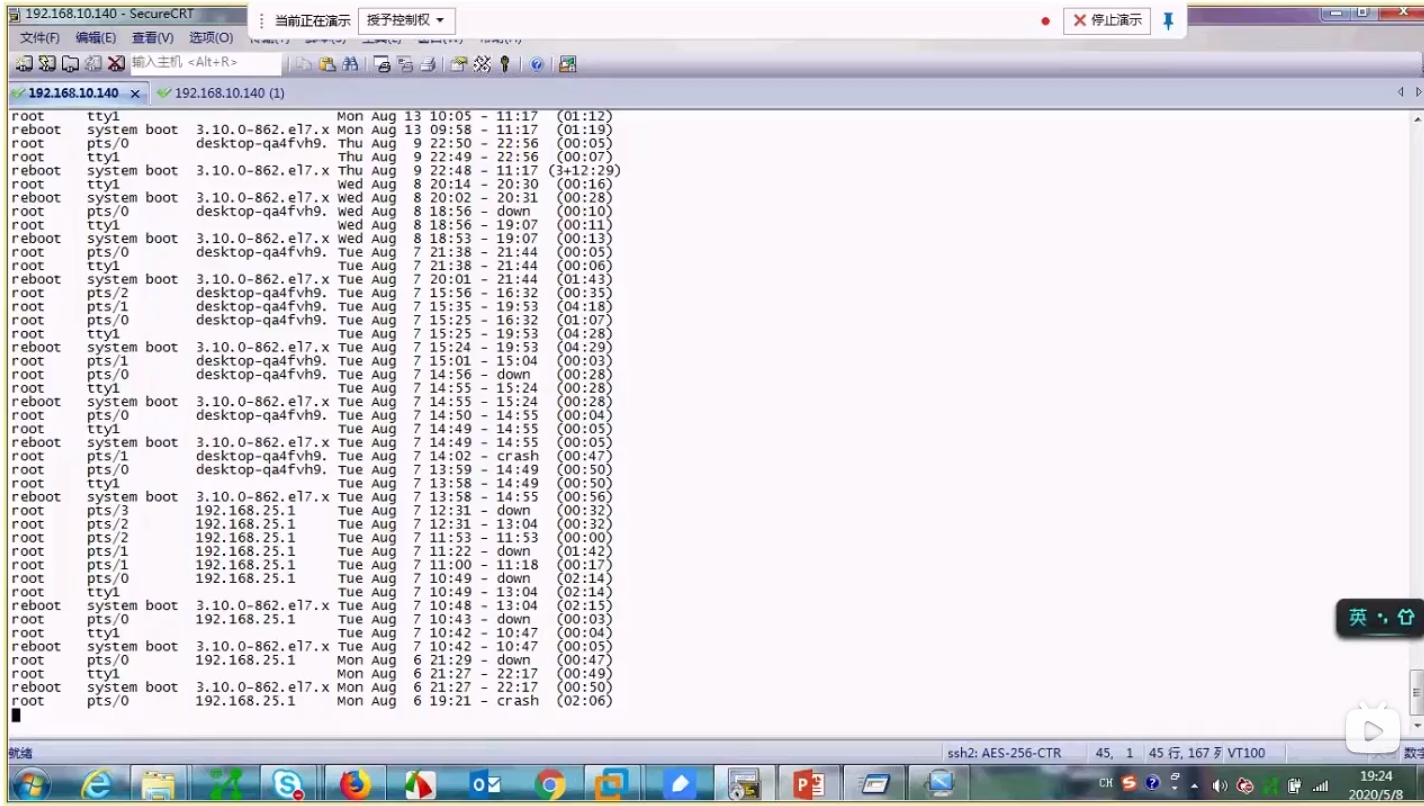 192.168.10.140 - SecureCRT
当前正在演示 授予控制权
停止演示
文件(F) 编辑(E) 查看(V) 选项(O)
输入主机 <Alt+R>
192.168.10.140 x 192.168.10.140 (1)
root tty1 Mon Aug 13 10:05 - 11:17 (01:12)
reboot system boot 3.10.0-862.el7.x Mon Aug 13 09:58 - 11:17 (01:19)
root pts/0 desktop-qa4fvh9. Thu Aug 9 22:50 - 22:56 (00:05)
root tty1 Thu Aug 9 22:49 - 22:56 (00:07)
reboot system boot 3.10.0-862.el7.x Thu Aug 9 22:48 - 11:17 (3+12:29)
root tty1 Wed Aug 8 20:14 - 20:30 (00:16)
reboot system boot 3.10.0-862.el7.x Wed Aug 8 20:02 - 20:31 (00:28)
root pts/0 desktop-qa4fvh9. Wed Aug 8 18:56 - down (00:10)
root tty1 Wed Aug 8 18:56 - 19:07 (00:11)
reboot system boot 3.10.0-862.el7.x Wed Aug 8 18:53 - 19:07 (00:13)
root pts/0 desktop-qa4fvh9. Tue Aug 7 21:38 - 21:44 (00:05)
root tty1 Tue Aug 7 21:38 - 21:44 (00:06)
reboot system boot 3.10.0-862.el7.x Tue Aug 7 20:01 - 21:44 (01:43)
root pts/2 desktop-qa4fvh9. Tue Aug 7 15:56 - 16:32 (00:35)
root pts/1 desktop-qa4fvh9. Tue Aug 7 15:35 - 19:53 (04:18)
root pts/0 desktop-qa4fvh9. Tue Aug 7 15:25 - 16:32 (01:07)
root tty1 Tue Aug 7 15:25 - 19:53 (04:28)
reboot system boot 3.10.0-862.el7.x Tue Aug 7 15:24 - 19:53 (04:29)
root pts/1 desktop-qa4fvh9. Tue Aug 7 15:01 - 15:04 (00:03)
root pts/0 desktop-qa4fvh9. Tue Aug 7 14:56 - down (00:28)
root tty1 Tue Aug 7 14:55 - 15:24 (00:28)
reboot system boot 3.10.0-862.el7.x Tue Aug 7 14:55 - 15:24 (00:28)
root pts/0 desktop-qa4fvh9. Tue Aug 7 14:50 - 14:55 (00:04)
root tty1 Tue Aug 7 14:49 - 14:55 (00:05)
reboot system boot 3.10.0-862.el7.x Tue Aug 7 14:49 - 14:55 (00:05)
root pts/1 desktop-qa4fvh9. Tue Aug 7 14:02 - crash (00:47)
root pts/0 desktop-qa4fvh9. Tue Aug 7 13:59 - 14:49 (00:50)
root tty1 Tue Aug 7 13:58 - 14:49 (00:50)
reboot system boot 3.10.0-862.el7.x Tue Aug 7 13:58 - 14:55 (00:56)
root pts/3 192.168.25.1 Tue Aug 7 12:31 - down (00:32)
root pts/2 192.168.25.1 Tue Aug 7 12:31 - 13:04 (00:32)
root pts/2 192.168.25.1 Tue Aug 7 11:53 - 11:53 (00:00)
root pts/1 192.168.25.1 Tue Aug 7 11:22 - down (01:42)
root pts/1 192.168.25.1 Tue Aug 7 11:00 - 11:18 (00:17)
root pts/0 192.168.25.1 Tue Aug 7 10:49 - down (02:14)
root tty1 Tue Aug 7 10:49 - 13:04 (02:14)
reboot system boot 3.10.0-862.el7.x Tue Aug 7 10:48 - 13:04 (02:15)
root pts/0 192.168.25.1 Tue Aug 7 10:43 - down (00:03)
root tty1 Tue Aug 7 10:42 - 10:47 (00:04)
reboot system boot 3.10.0-862.el7.x Tue Aug 7 10:42 - 10:47 (00:05)
root pts/0 192.168.25.1 Mon Aug 6 21:29 - down (00:47)
root tty1 Mon Aug 6 21:27 - 22:17 (00:49)
reboot system boot 3.10.0-862.el7.x Mon Aug 6 21:27 - 22:17 (00:50)
root pts/0 192.168.25.1 Mon Aug 6 19:21 - crash (02:06)
英
就绪 ssh2: AES-256-CTR 45, 1 45 行, 167 列 VT100 数字
CH 19:24
2020/5/8